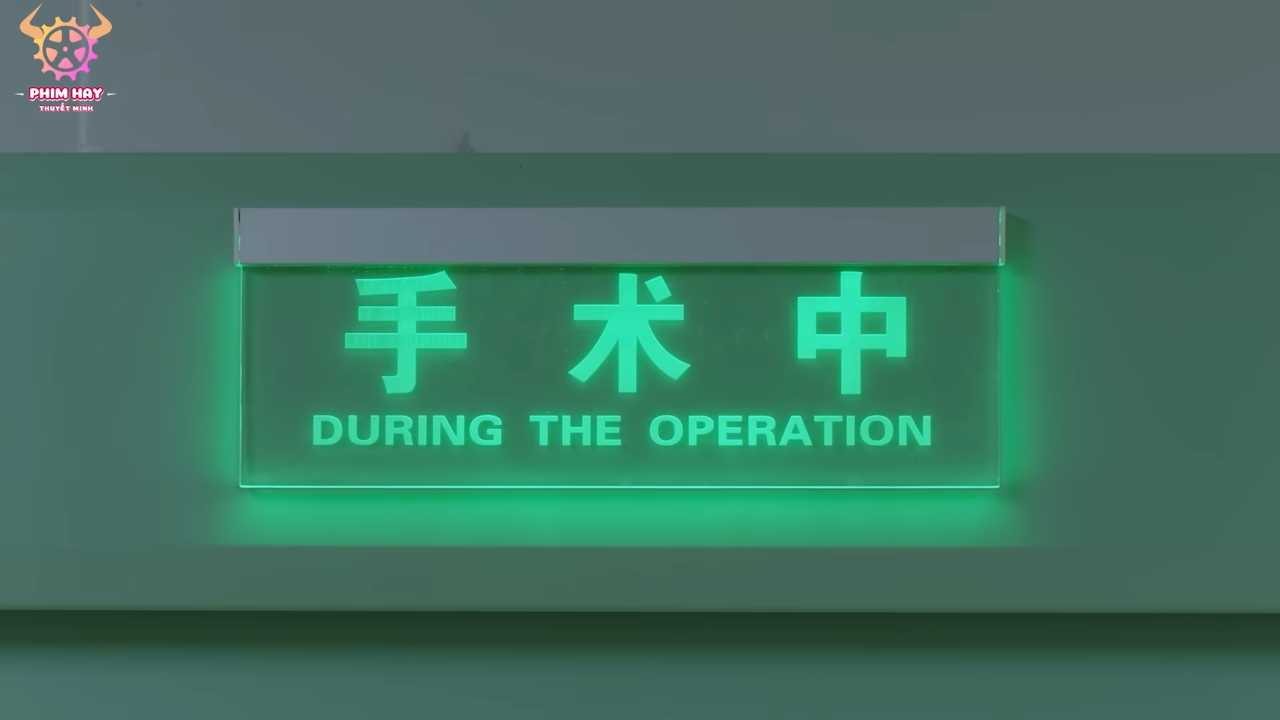 PHIM HAY
THUYẾT MINH
手 术 中
DURING THE OPERATION